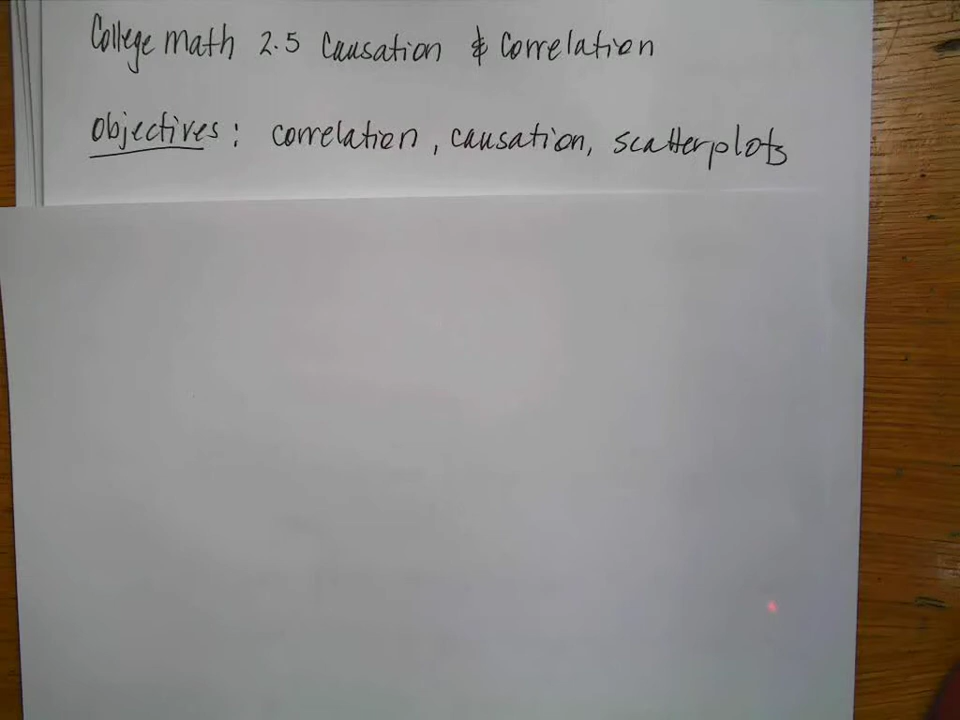 College math 2.5 Causation & Correlation
objectives: correlation, causation, scatterplots